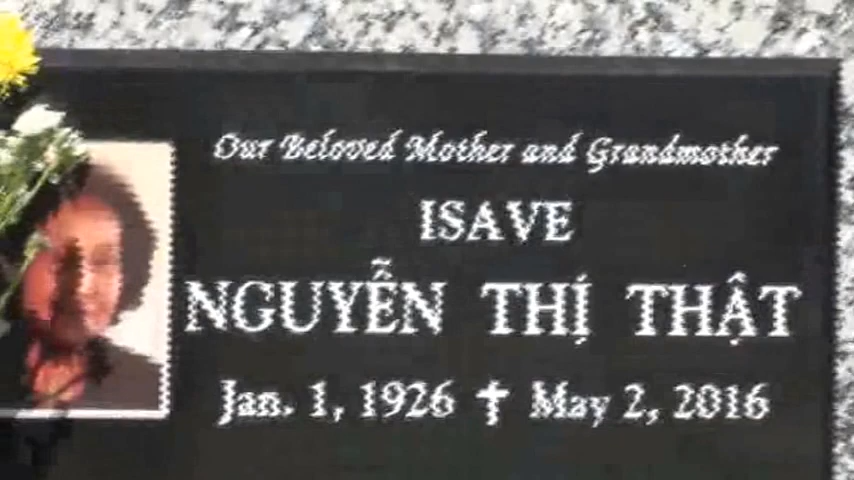 Our Beloved Mother and Grandmother
ISAVE
NGUYỄN THỊ THẬT
Jan. 1, 1926 ✝ May 2, 2016